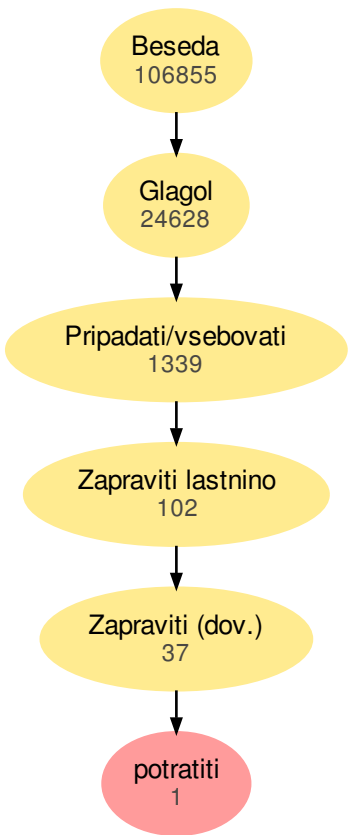 Beseda
106855
Glagol
24628
Pripadati/vsebovati
1339
Zapraviti lastnino
102
Zapraviti (dov.)
37
potratiti
1